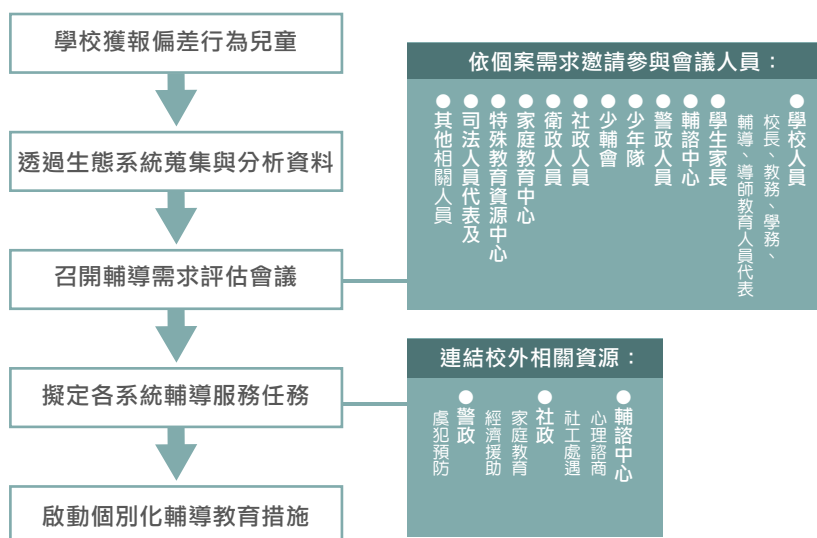 學校獲報偏差行為兒童
透過生態系統蒐集與分析資料
召開輔導需求評估會議
擬定各系統輔導服務任務
啟動個別化輔導教育措施
依個案需求邀請參與會議人員：
●學校人員
校長、教務、學務、
輔導、導師教育人員代表
●學生家長
●輔諮中心
●警政人員
●少年隊
●少輔會
●社政人員
●衛政人員
●家庭教育中心
●特殊教育資源中心
●司法人員代表及
●其他相關人員
連結校外相關資源：
●輔諮中心
心理諮商
社工處遇
●社政
家庭教育
經濟援助
●警政
虞犯預防